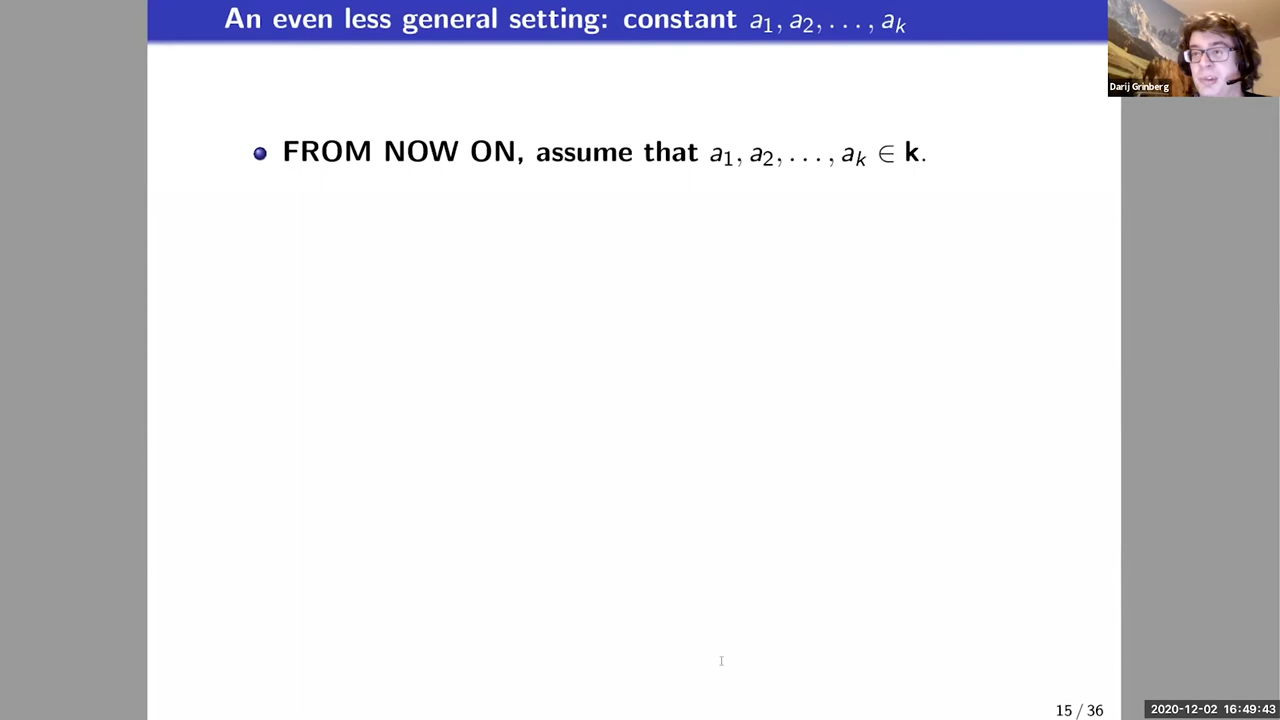 An even less general setting: constant a₁, a₂, . . . , aₖ
Darij Grinberg
FROM NOW ON, assume that a₁, a₂, . . . , aₖ ∈ k.
15 / 36
2020-12-02 16:49:43